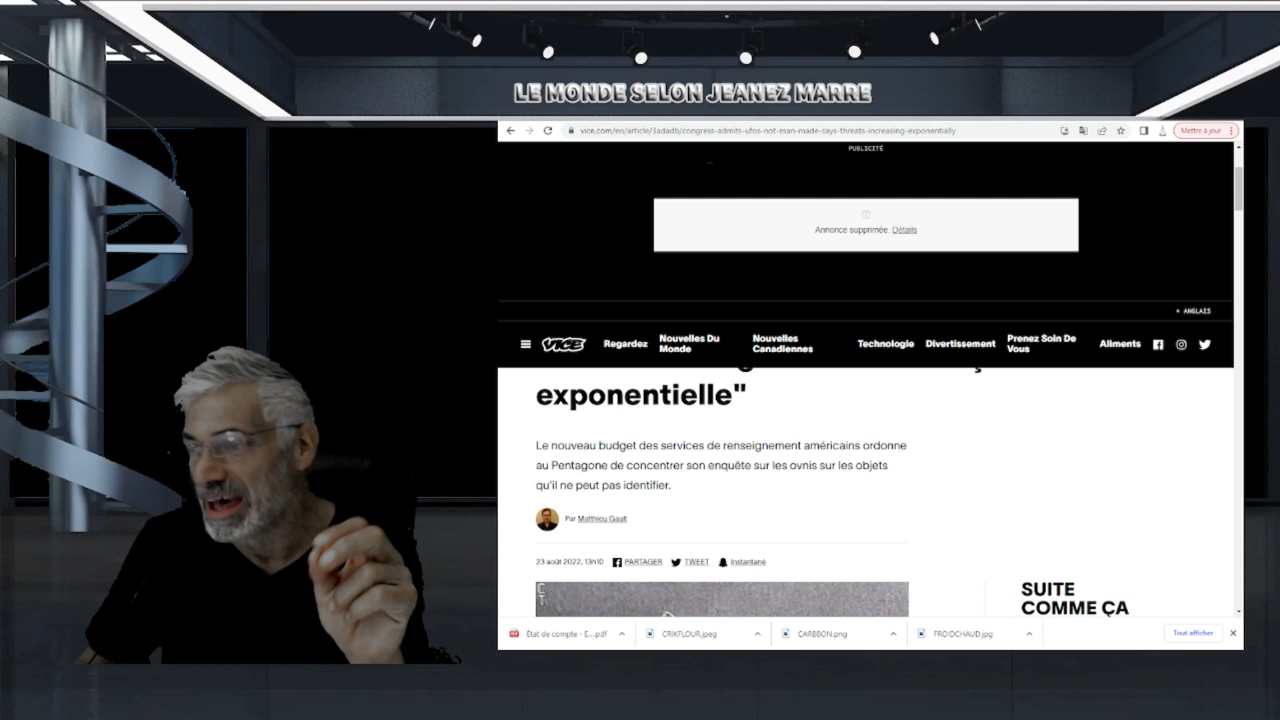 LE MONDE SELON JEANEZ MARRE
vice.com/en/article/3adadb/congress-admits-ufos-not-man-made-says-threats-increasing-exponentially
Mettre à jour
PUBLICITÉ
Annonce supprimée. Détails
+ ANGLAIS
VICE
Regardez
Nouvelles Du
Monde
Nouvelles
Canadiennes
Technologie
Divertissement
Prenez Soin De
Vous
Aliments
exponentielle"
Le nouveau budget des services de renseignement américains ordonne
au Pentagone de concentrer son enquête sur les ovnis sur les objets
qu'il ne peut pas identifier.
Par Matthieu Gault
23 août 2022, 13h10 PARTAGER TWEET Instantané
SUITE
COMME ÇA
État de compte - E...pdf
CRIKFLOUR.jpeg
CARBBON.png
FROIDCHAUD.jpg
Tout afficher